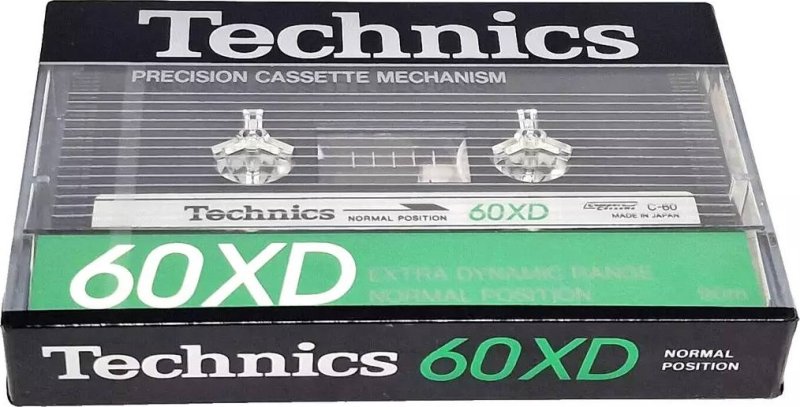 Technics
PRECISION CASSETTE MECHANISM
Technics NORMAL POSITION 60XD C-60
MADE IN JAPAN
60XD EXTRA DYNAMIC RANGE
NORMAL POSITION 90m
Technics 60XD NORMAL POSITION